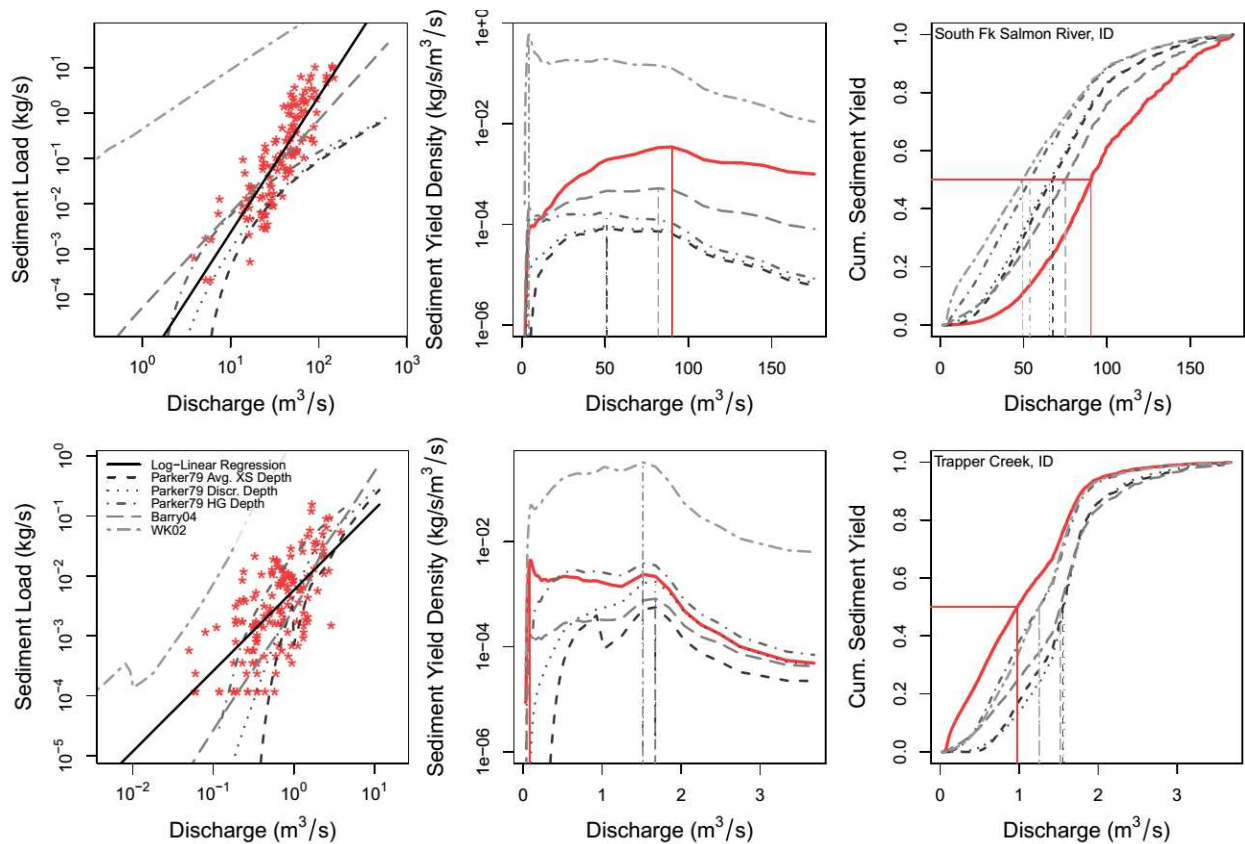 Sediment Load (kg/s)
10^1
10^0
10^-1
10^-2
10^-3
10^-4
10^0
10^1
10^2
10^3
Discharge (m^3/s)
Sediment Yield Density (kg/s/m^3/s)
1e+0
1e-02
1e-04
1e-06
0
50
100
150
Discharge (m^3/s)
South Fk Salmon River, ID
Cum. Sediment Yield
1.0
0.8
0.6
0.4
0.2
0.0
0
50
100
150
Discharge (m^3/s)
Sediment Load (kg/s)
10^0
10^-1
10^-2
10^-3
10^-4
10^-5
Log-Linear Regression
Parker79 Avg. XS Depth
Parker79 Discr. Depth
Parker79 HG Depth
Barry04
WK02
10^-2
10^-1
10^0
10^1
Discharge (m^3/s)
Sediment Yield Density (kg/s/m^3/s)
1e-02
1e-04
1e-06
0
1
2
3
Discharge (m^3/s)
Trapper Creek, ID
Cum. Sediment Yield
1.0
0.8
0.6
0.4
0.2
0.0
0
1
2
3
Discharge (m^3/s)